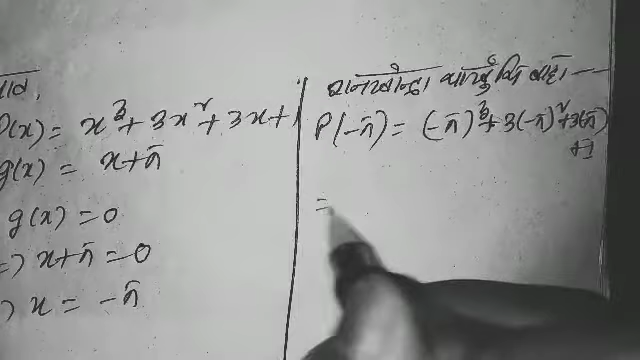 P(x) = x³ + 3x² + 3x + 1
g(x) = x + π
g(x) = 0
⇒ x + π = 0
⇒ x = -π
P(-π) = (-π)³ + 3(-π)² + 3(-π)
+1
=